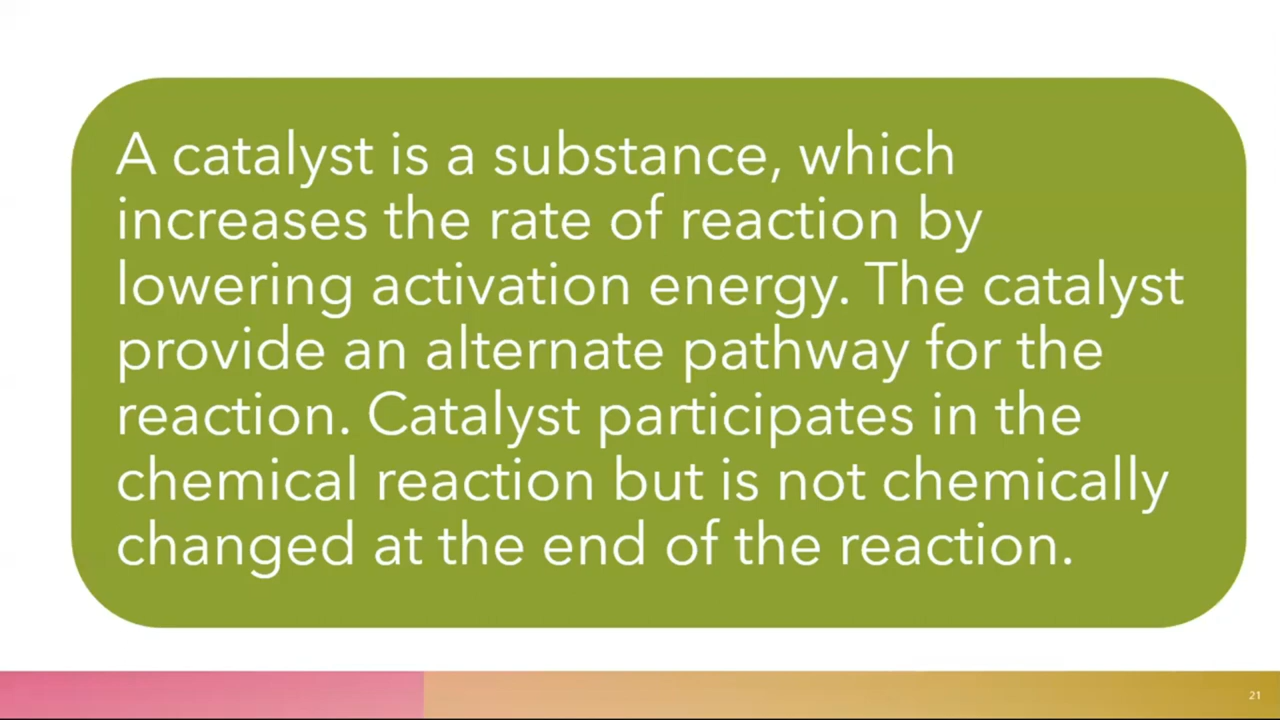 A catalyst is a substance, which
increases the rate of reaction by
lowering activation energy. The catalyst
provide an alternate pathway for the
reaction. Catalyst participates in the
chemical reaction but is not chemically
changed at the end of the reaction.
21